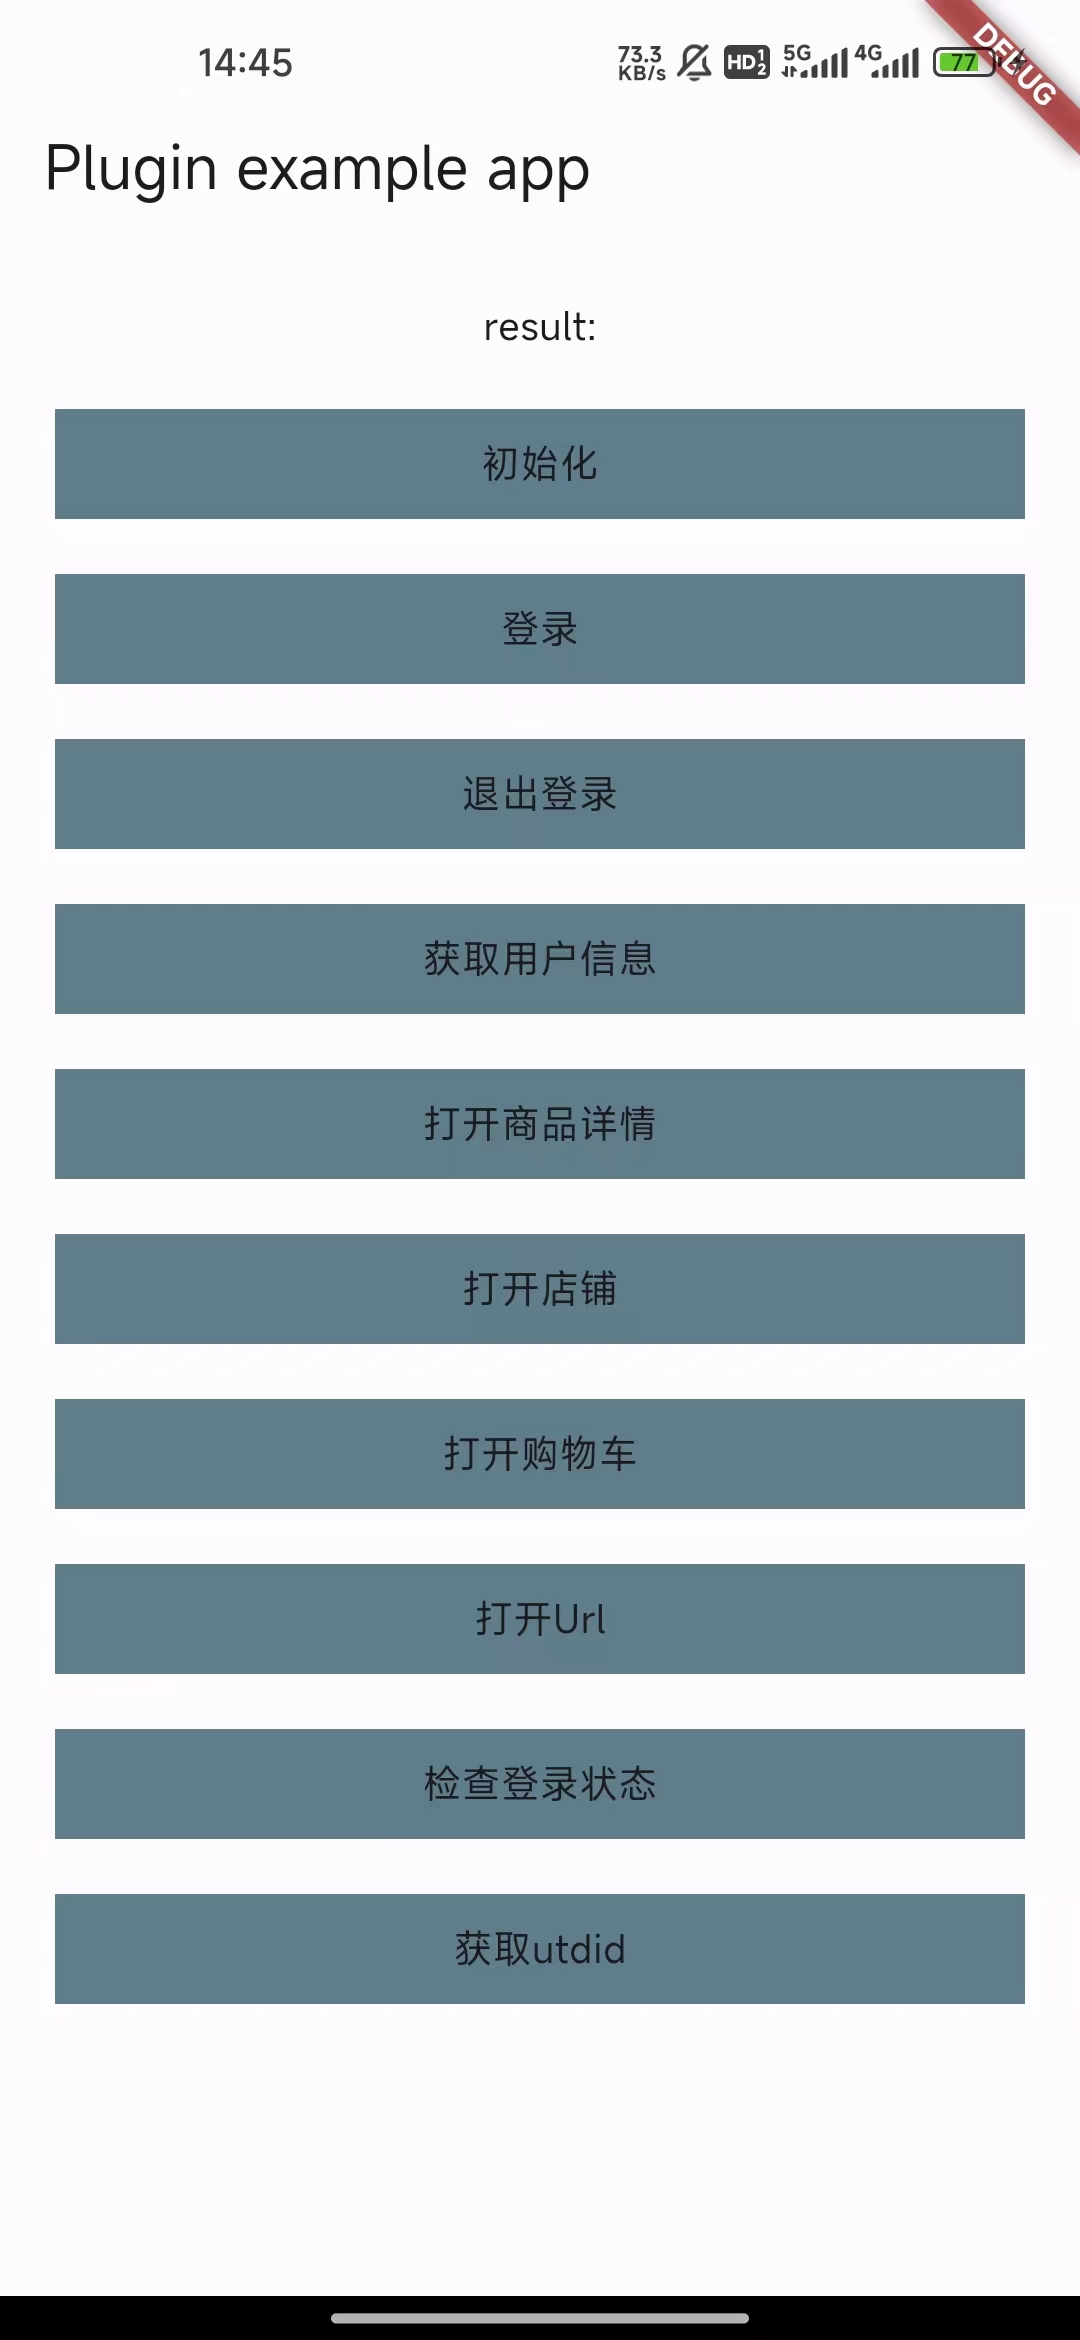 14:45
73.3
KB/s
HD 1 2
5G
4G
77
DEBUG
Plugin example app
result:
初始化
登录
退出登录
获取用户信息
打开商品详情
打开店铺
打开购物车
打开Url
检查登录状态
获取utdid